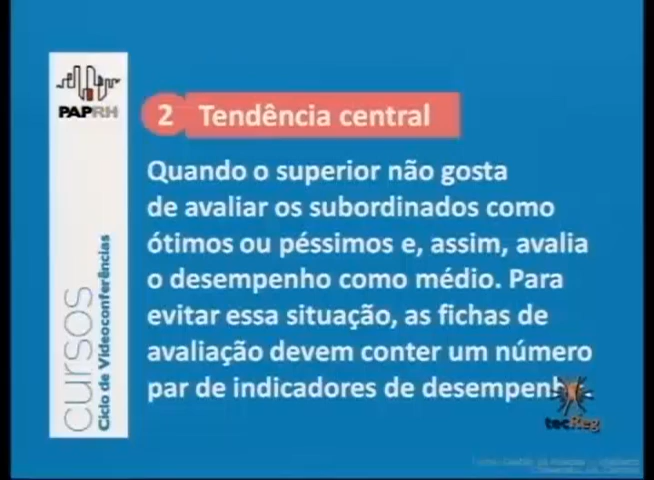 PAPRH
cursos
Ciclo de Videoconferências
2 Tendência central
Quando o superior não gosta
de avaliar os subordinados como
ótimos ou péssimos e, assim, avalia
o desempenho como médio. Para
evitar essa situação, as fichas de
avaliação devem conter um número
par de indicadores de desempenho.
tecReg